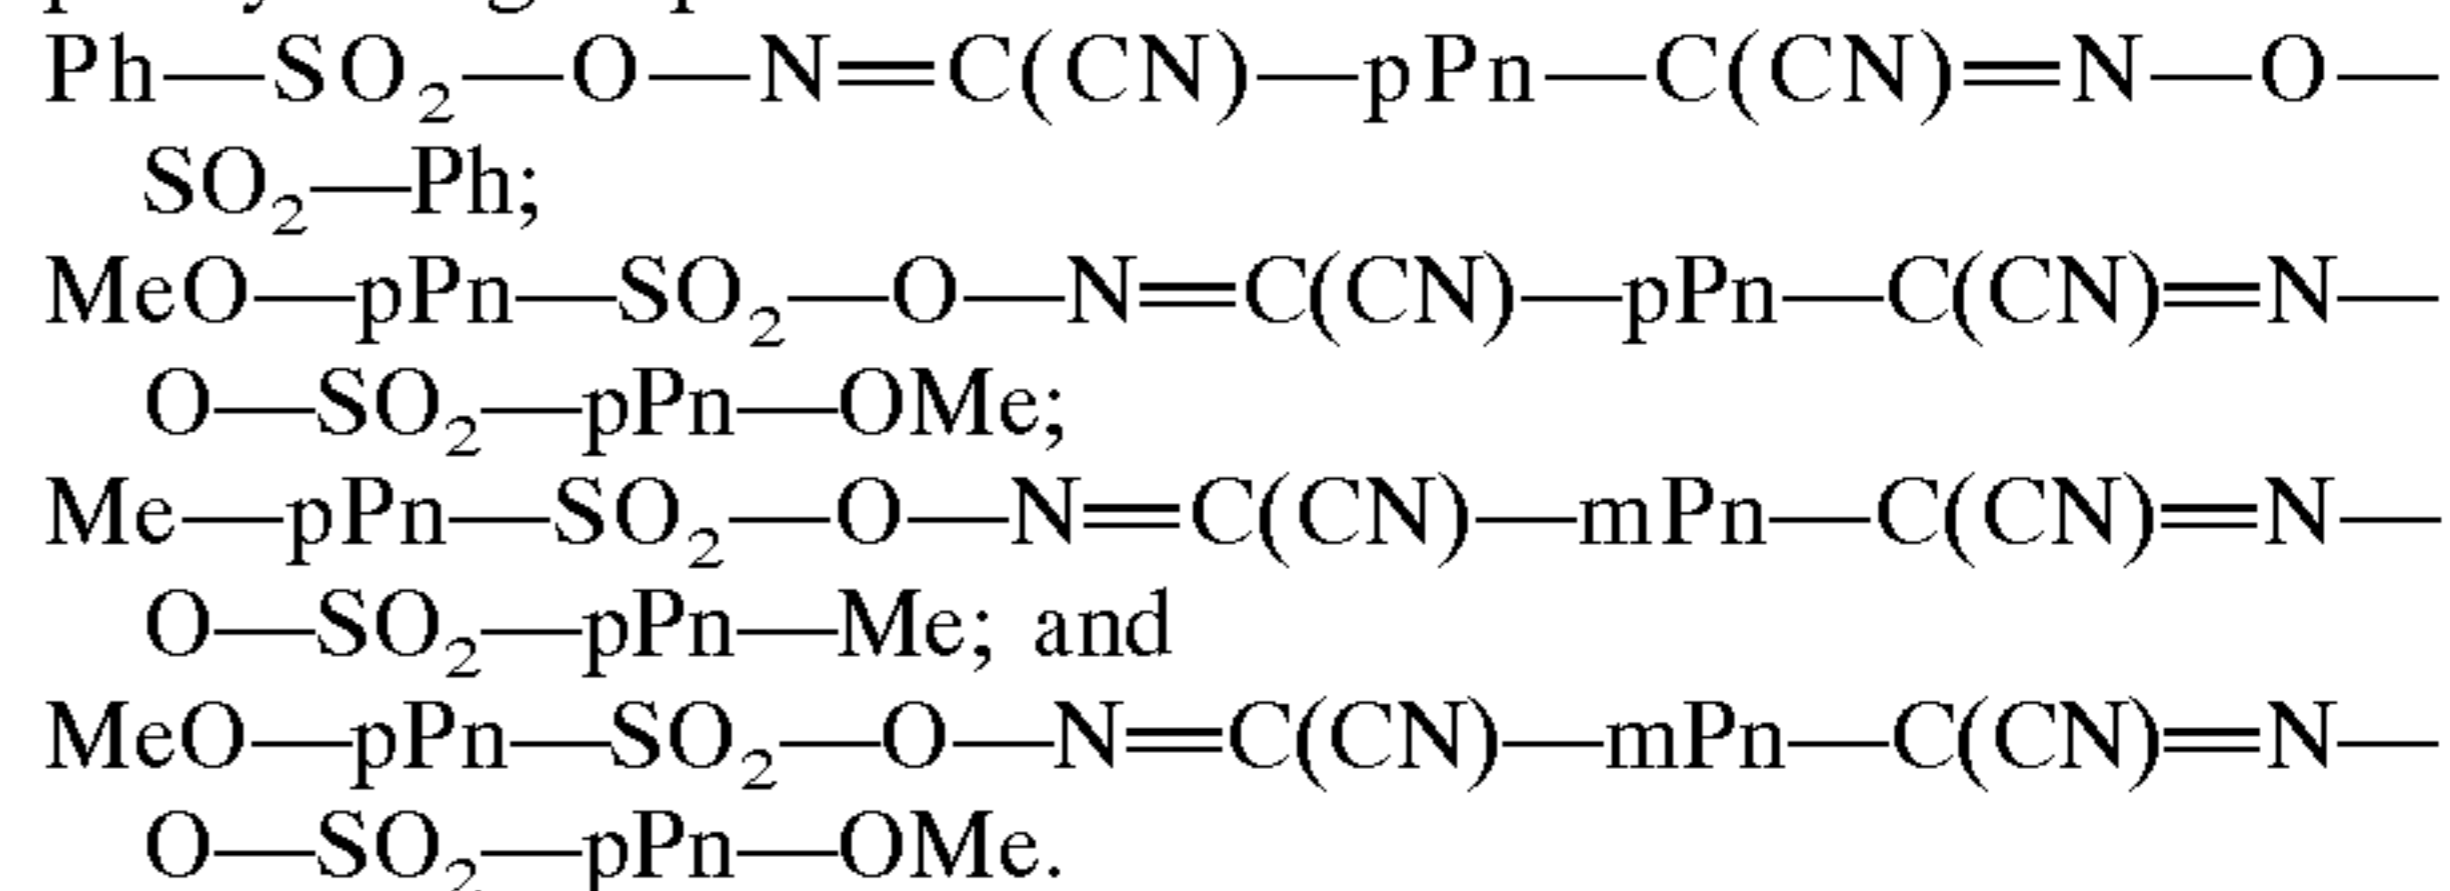 Ph—SO₂—O—N=C(CN)—pPn—C(CN)=N—O—
SO₂—Ph;
MeO—pPn—SO₂—O—N=C(CN)—pPn—C(CN)=N—
O—SO₂—pPn—OMe;
Me—pPn—SO₂—O—N=C(CN)—mPn—C(CN)=N—
O—SO₂—pPn—Me; and
MeO—pPn—SO₂—O—N=C(CN)—mPn—C(CN)=N—
O—SO₂—pPn—OMe.